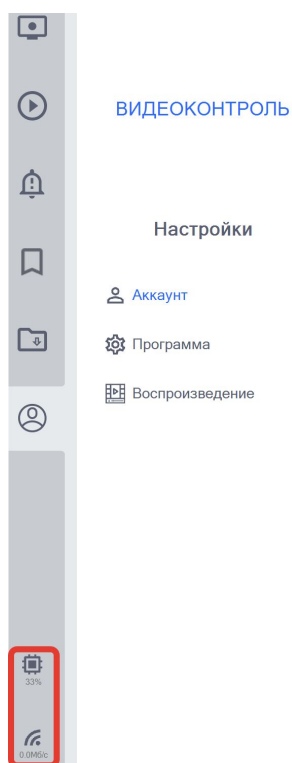 ВИДЕОКОНТРОЛЬ
Настройки
Аккаунт
Программа
Воспроизведение
33%
0.0Мб/с